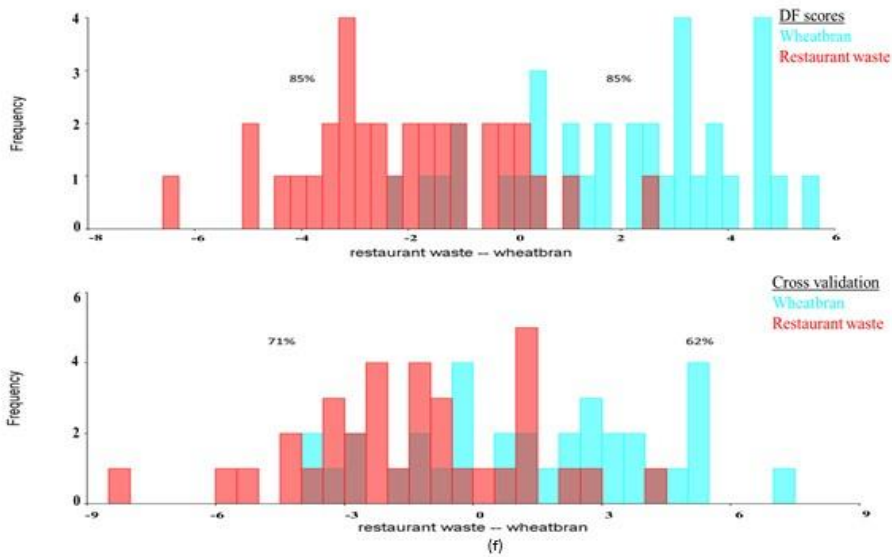 DF scores
Wheatbran
Restaurant waste
85%
85%
Frequency
4
3
2
1
0
-8
-6
-4
-2
0
2
4
6
restaurant waste -- wheatbran
Cross validation
Wheatbran
Restaurant waste
71%
62%
Frequency
6
4
2
0
-9
-6
-3
0
3
6
9
restaurant waste -- wheatbran
(f)